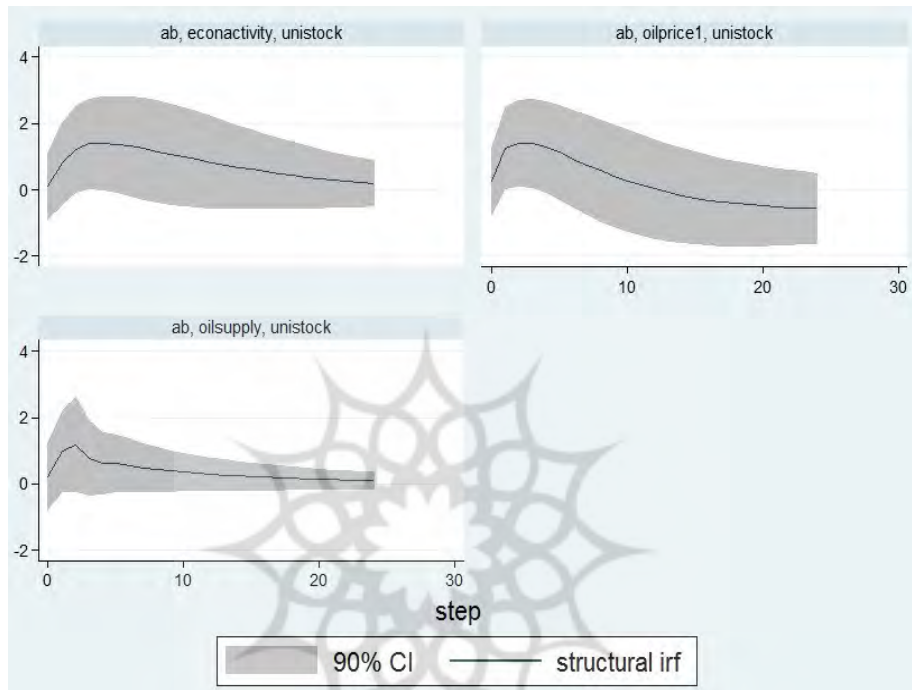 ab, econactivity, unistock
ab, oilprice1, unistock
4
2
0
-2
0
10
20
30
ab, oilsupply, unistock
4
2
0
-2
0
10
20
30
step
90% CI
structural irf